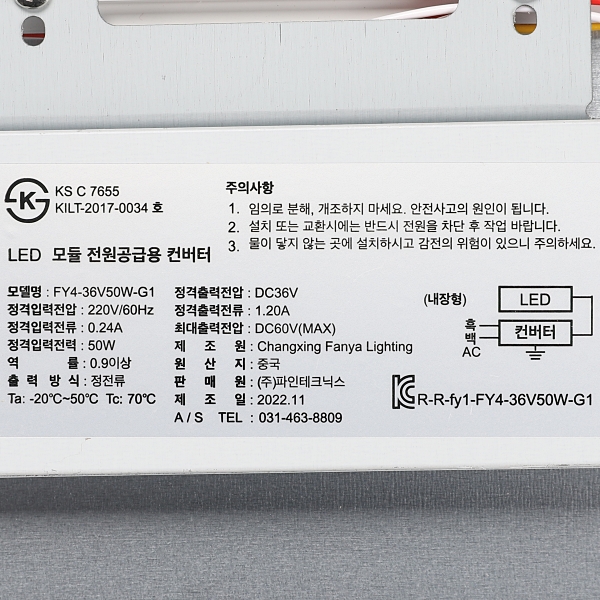 KS C 7655
KILT-2017-0034 호
LED 모듈 전원공급용 컨버터
주의사항
1. 임의로 분해, 개조하지 마세요. 안전사고의 원인이 됩니다.
2. 설치 또는 교환시에는 반드시 전원을 차단 후 작업 바랍니다.
3. 물이 닿지 않는 곳에 설치하시고 감전의 위험이 있으니 주의하세요.
모델명 : FY4-36V50W-G1
정격입력전압 : 220V/60Hz
정격입력전류 : 0.24A
정격입력전력 : 50W
역 률 : 0.9이상
출 력 방 식 : 정전류
Ta: -20℃~50℃ Tc: 70℃
정격출력전압 : DC36V
정격출력전류 : 1.20A
최대출력전압 : DC60V(MAX)
제 조 원 : Changxing Fanya Lighting
원 산 지 : 중국
판 매 원 : (주)파인테크닉스
제 조 일 : 2022.11
A / S TEL : 031-463-8809
(내장형)
LED
흑
백
AC
컨버터
R-R-fy1-FY4-36V50W-G1